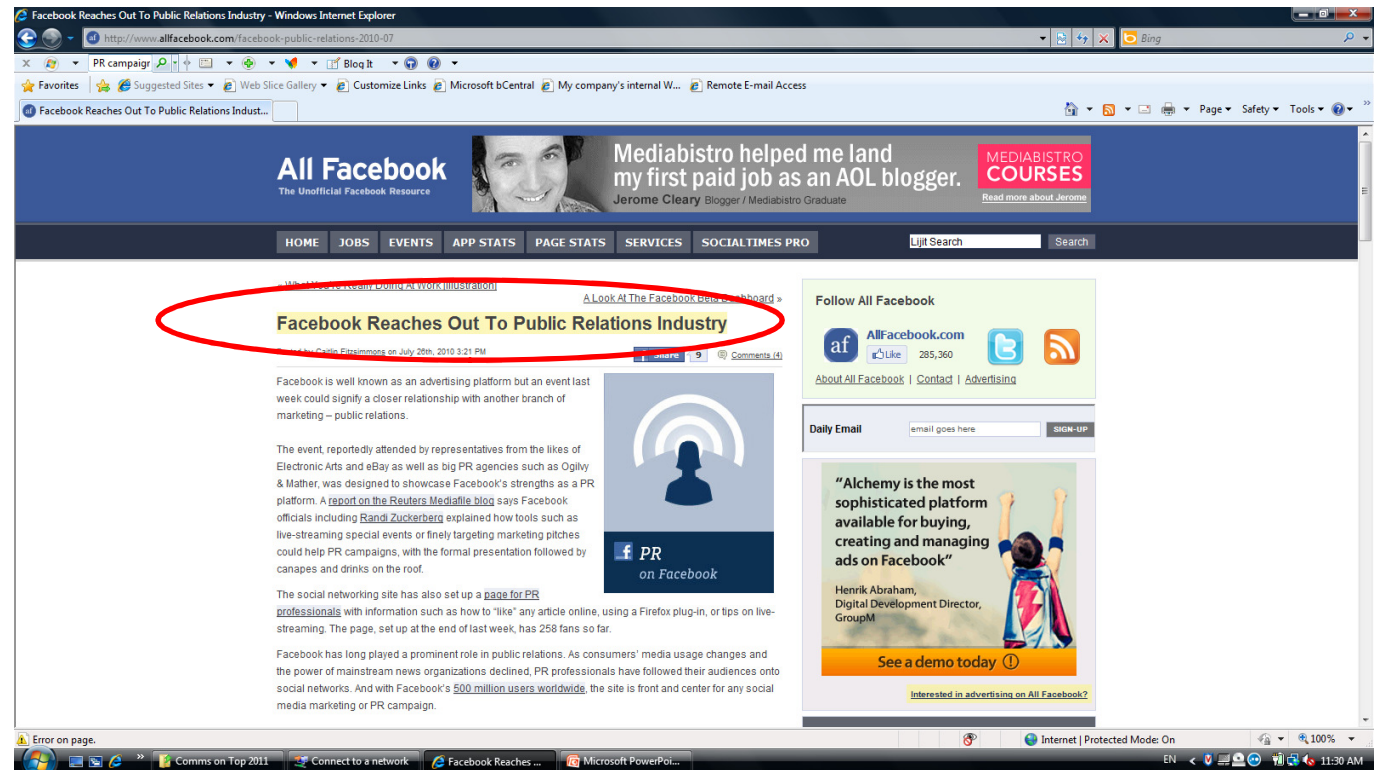 Facebook Reaches Out To Public Relations Industry - Windows Internet Explorer
http://www.allfacebook.com/facebook-public-relations-2010-07
Bing
PR campaigr
Blog It
Favorites
Suggested Sites
Web Slice Gallery
Customize Links
Microsoft bCentral
My company's internal W...
Remote E-mail Access
Facebook Reaches Out To Public Relations Indust...
Page
Safety
Tools
All Facebook
The Unofficial Facebook Resource
Mediabistro helped me land
my first paid job as an AOL blogger.
Jerome Cleary Blogger / Mediabistro Graduate
MEDIABISTRO
COURSES
Read more about Jerome
HOME
JOBS
EVENTS
APP STATS
PAGE STATS
SERVICES
SOCIALTIMES PRO
Lijit Search
Search
« What You're Really Doing At Work [Illustration]
A Look At The Facebook Beta Dashboard »
Facebook Reaches Out To Public Relations Industry
Posted by Caitlin Fitzsimmons on July 26th, 2010 3:21 PM
Share 9
Comments (4)
Facebook is well known as an advertising platform but an event last
week could signify a closer relationship with another branch of
marketing – public relations.
The event, reportedly attended by representatives from the likes of
Electronic Arts and eBay as well as big PR agencies such as Ogilvy
& Mather, was designed to showcase Facebook's strengths as a PR
platform. A report on the Reuters Mediafile blog says Facebook
officials including Randi Zuckerberg explained how tools such as
live-streaming special events or finely targeting marketing pitches
could help PR campaigns, with the formal presentation followed by
canapes and drinks on the roof.
f PR
on Facebook
The social networking site has also set up a page for PR
professionals with information such as how to "like" any article online, using a Firefox plug-in, or tips on live-
streaming. The page, set up at the end of last week, has 258 fans so far.
Facebook has long played a prominent role in public relations. As consumers' media usage changes and
the power of mainstream news organizations declined, PR professionals have followed their audiences onto
social networks. And with Facebook's 500 million users worldwide, the site is front and center for any social
media marketing or PR campaign.
Follow All Facebook
af
AllFacebook.com
Like 285,360
About All Facebook | Contact | Advertising
Daily Email
email goes here
SIGN-UP
"Alchemy is the most
sophisticated platform
available for buying,
creating and managing
ads on Facebook"
Henrik Abraham,
Digital Development Director,
GroupM
See a demo today
Interested in advertising on All Facebook?
Error on page.
Internet | Protected Mode: On
100%
Comms on Top 2011
Connect to a network
Facebook Reaches ...
Microsoft PowerPoi...
EN
11:30 AM